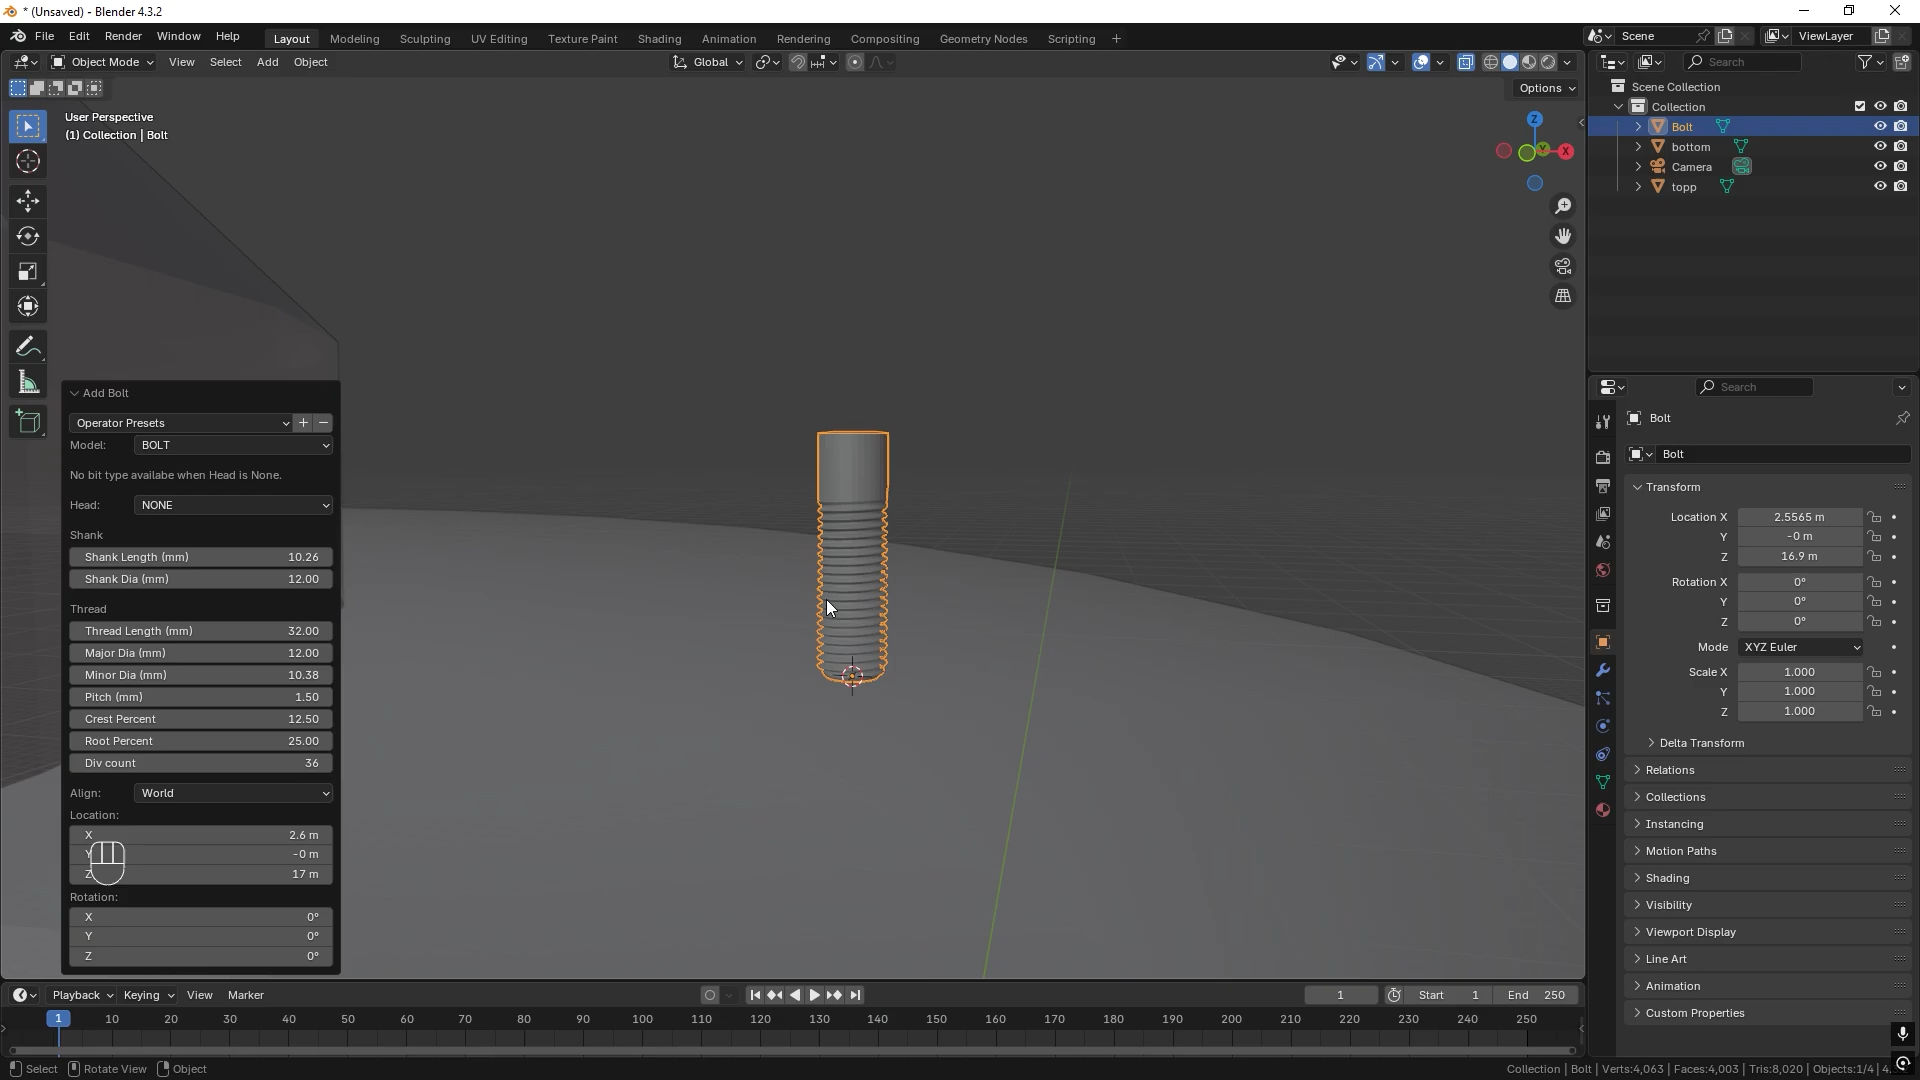 * (Unsaved) - Blender 4.3.2
File Edit Render Window Help Layout Modeling Sculpting UV Editing Texture Paint Shading Animation Rendering Compositing Geometry Nodes Scripting Scene ViewLayer
Object Mode View Select Add Object Global Search
Options
User Perspective
(1) Collection | Bolt
Z
X
Y
Scene Collection
Collection
Bolt
bottom
Camera
topp
Add Bolt
Operator Presets
Model: BOLT
No bit type availabe when Head is None.
Head: NONE
Shank
Shank Length (mm) 10.26
Shank Dia (mm) 12.00
Thread
Thread Length (mm) 32.00
Major Dia (mm) 12.00
Minor Dia (mm) 10.38
Pitch (mm) 1.50
Crest Percent 12.50
Root Percent 25.00
Div count 36
Align: World
Location:
X 2.6 m
Y -0 m
Z 17 m
Rotation:
X 0°
Y 0°
Z 0°
Search
Bolt
Bolt
Transform
Location X 2.5565 m
Y -0 m
Z 16.9 m
Rotation X 0°
Y 0°
Z 0°
Mode XYZ Euler
Scale X 1.000
Y 1.000
Z 1.000
Delta Transform
Relations
Collections
Instancing
Motion Paths
Shading
Visibility
Viewport Display
Line Art
Animation
Custom Properties
Playback Keying View Marker 1 Start 1 End 250
1 10 20 30 40 50 60 70 80 90 100 110 120 130 140 150 160 170 180 190 200 210 220 230 240 250
Select Rotate View Object Collection | Bolt | Verts:4,063 | Faces:4,003 | Tris:8,020 | Objects:1/4 | 4.